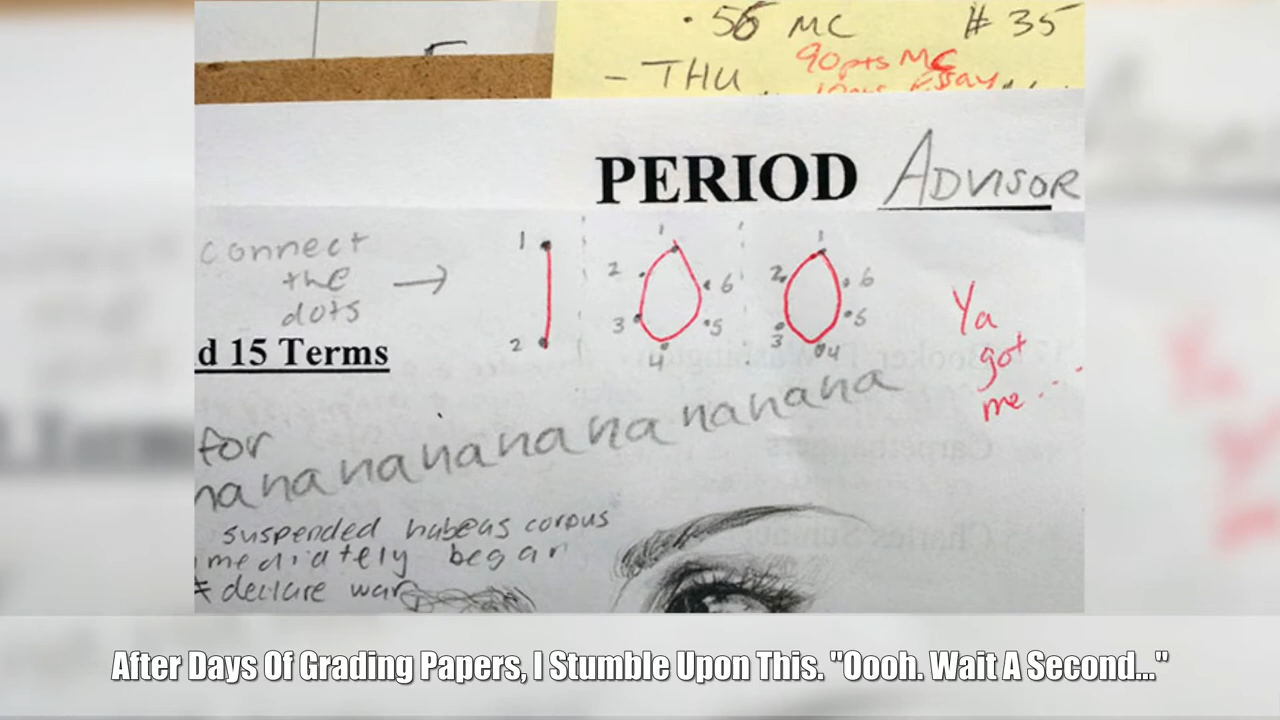 · 56 MC # 35
- THU 90pts MC
Essay
PERIOD ADVISOR
connect
the
dots →
1 2
1 2 3 4 5 6
1 2 3 4 5 6
Ya
got
me...
d 15 Terms
for
nanananananananananana
suspended habeas corpus
mediately began
≠ declare war
After Days Of Grading Papers, I Stumble Upon This. "Oooh. Wait A Second..."